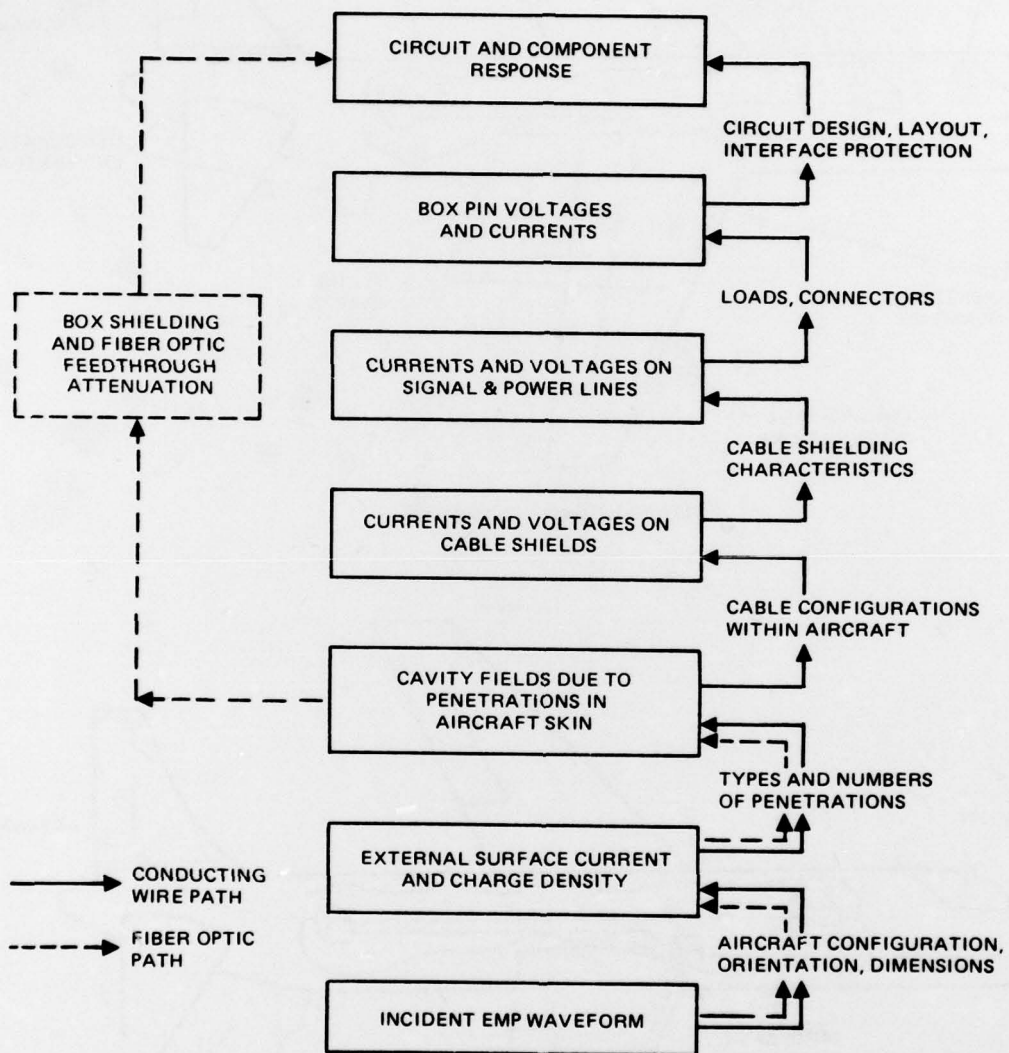 CIRCUIT AND COMPONENT
RESPONSE
CIRCUIT DESIGN, LAYOUT,
INTERFACE PROTECTION
BOX PIN VOLTAGES
AND CURRENTS
LOADS, CONNECTORS
BOX SHIELDING
AND FIBER OPTIC
FEEDTHROUGH
ATTENUATION
CURRENTS AND VOLTAGES ON
SIGNAL & POWER LINES
CABLE SHIELDING
CHARACTERISTICS
CURRENTS AND VOLTAGES ON
CABLE SHIELDS
CABLE CONFIGURATIONS
WITHIN AIRCRAFT
CAVITY FIELDS DUE TO
PENETRATIONS IN
AIRCRAFT SKIN
TYPES AND NUMBERS
OF PENETRATIONS
EXTERNAL SURFACE CURRENT
AND CHARGE DENSITY
CONDUCTING
WIRE PATH
FIBER OPTIC
PATH
AIRCRAFT CONFIGURATION,
ORIENTATION, DIMENSIONS
INCIDENT EMP WAVEFORM